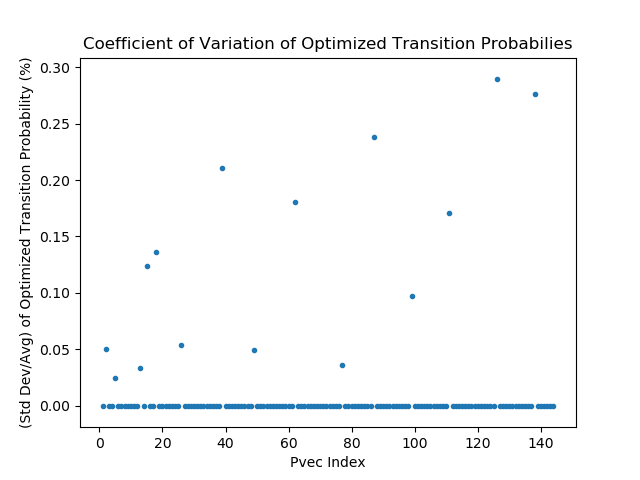 Coefficient of Variation of Optimized Transition Probabilies
(Std Dev/Avg) of Optimized Transition Probability (%)
0.30
0.25
0.20
0.15
0.10
0.05
0.00
0 20 40 60 80 100 120 140
Pvec Index